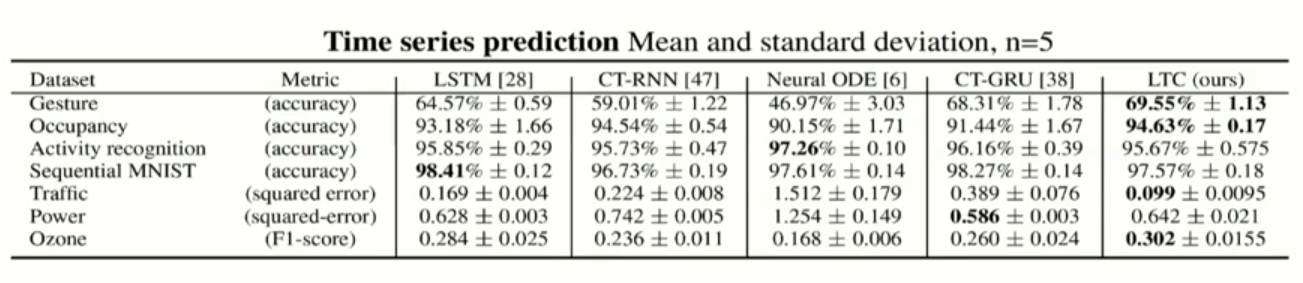 Time series prediction Mean and standard deviation, n=5
Dataset Metric LSTM [28] CT-RNN [47] Neural ODE [6] CT-GRU [38] LTC (ours)
Gesture (accuracy) 64.57% ± 0.59 59.01% ± 1.22 46.97% ± 3.03 68.31% ± 1.78 69.55% ± 1.13
Occupancy (accuracy) 93.18% ± 1.66 94.54% ± 0.54 90.15% ± 1.71 91.44% ± 1.67 94.63% ± 0.17
Activity recognition (accuracy) 95.85% ± 0.29 95.73% ± 0.47 97.26% ± 0.10 96.16% ± 0.39 95.67% ± 0.575
Sequential MNIST (accuracy) 98.41% ± 0.12 96.73% ± 0.19 97.61% ± 0.14 98.27% ± 0.14 97.57% ± 0.18
Traffic (squared error) 0.169 ± 0.004 0.224 ± 0.008 1.512 ± 0.179 0.389 ± 0.076 0.099 ± 0.0095
Power (squared-error) 0.628 ± 0.003 0.742 ± 0.005 1.254 ± 0.149 0.586 ± 0.003 0.642 ± 0.021
Ozone (F1-score) 0.284 ± 0.025 0.236 ± 0.011 0.168 ± 0.006 0.260 ± 0.024 0.302 ± 0.0155